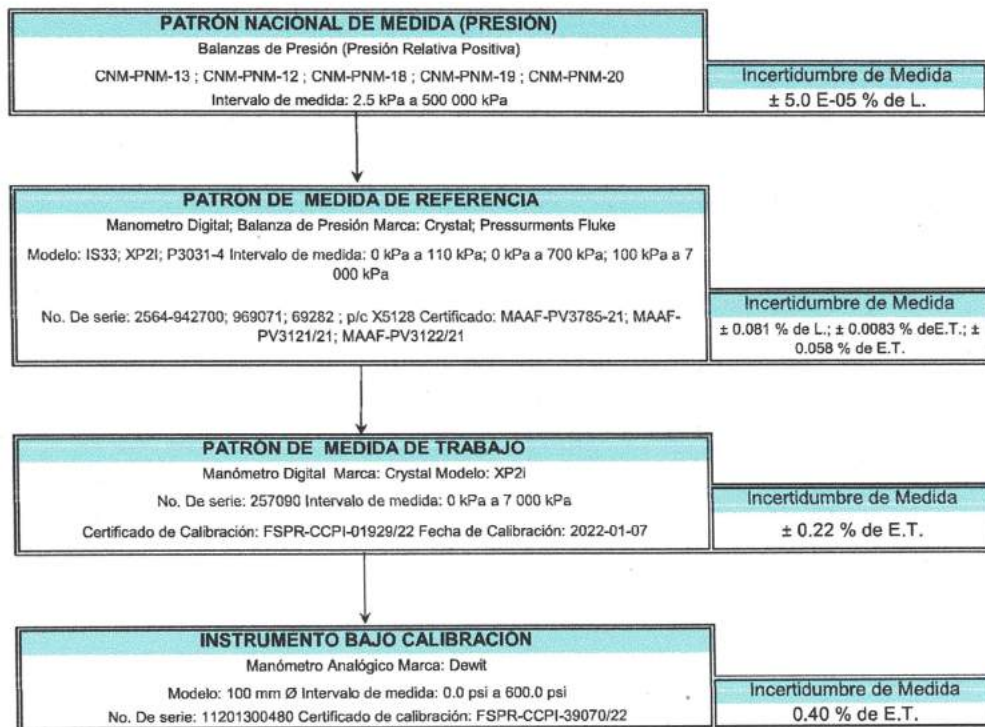 PATRÓN NACIONAL DE MEDIDA (PRESIÓN)
Balanzas de Presión (Presión Relativa Positiva)
CNM-PNM-13 ; CNM-PNM-12 ; CNM-PNM-18 ; CNM-PNM-19 ; CNM-PNM-20
Intervalo de medida: 2.5 kPa a 500 000 kPa
Incertidumbre de Medida
± 5.0 E-05 % de L.
PATRÓN DE MEDIDA DE REFERENCIA
Manometro Digital; Balanza de Presión Marca: Crystal; Pressurments Fluke
Modelo: IS33; XP2I; P3031-4 Intervalo de medida: 0 kPa a 110 kPa; 0 kPa a 700 kPa; 100 kPa a 7
000 kPa
No. De serie: 2564-942700; 969071; 69282 ; p/c X5128 Certificado: MAAF-PV3785-21; MAAF-
PV3121/21; MAAF-PV3122/21
Incertidumbre de Medida
± 0.081 % de L.; ± 0.0083 % deE.T.; ±
0.058 % de E.T.
PATRÓN DE MEDIDA DE TRABAJO
Manómetro Digital Marca: Crystal Modelo: XP2i
No. De serie: 257090 Intervalo de medida: 0 kPa a 7 000 kPa
Certificado de Calibración: FSPR-CCPI-01929/22 Fecha de Calibración: 2022-01-07
Incertidumbre de Medida
± 0.22 % de E.T.
INSTRUMENTO BAJO CALIBRACIÓN
Manómetro Analógico Marca: Dewit
Modelo: 100 mm Ø Intervalo de medida: 0.0 psi a 600.0 psi
No. De serie: 11201300480 Certificado de calibración: FSPR-CCPI-39070/22
Incertidumbre de Medida
0.40 % de E.T.